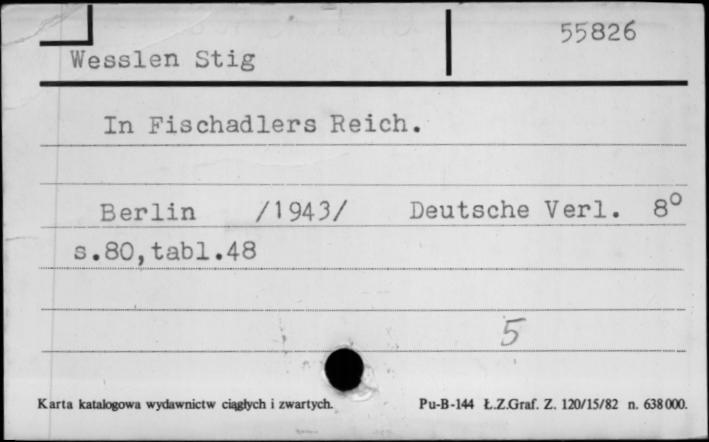 55826
Wesslen Stig
In Fischadlers Reich.
Berlin /1943/ Deutsche Verl. 8°
s.80,tabl.48
5
Karta katalogowa wydawnictw ciągłych i zwartych. Pu-B-144 Ł.Z.Graf. Z. 120/15/82 n. 638000.